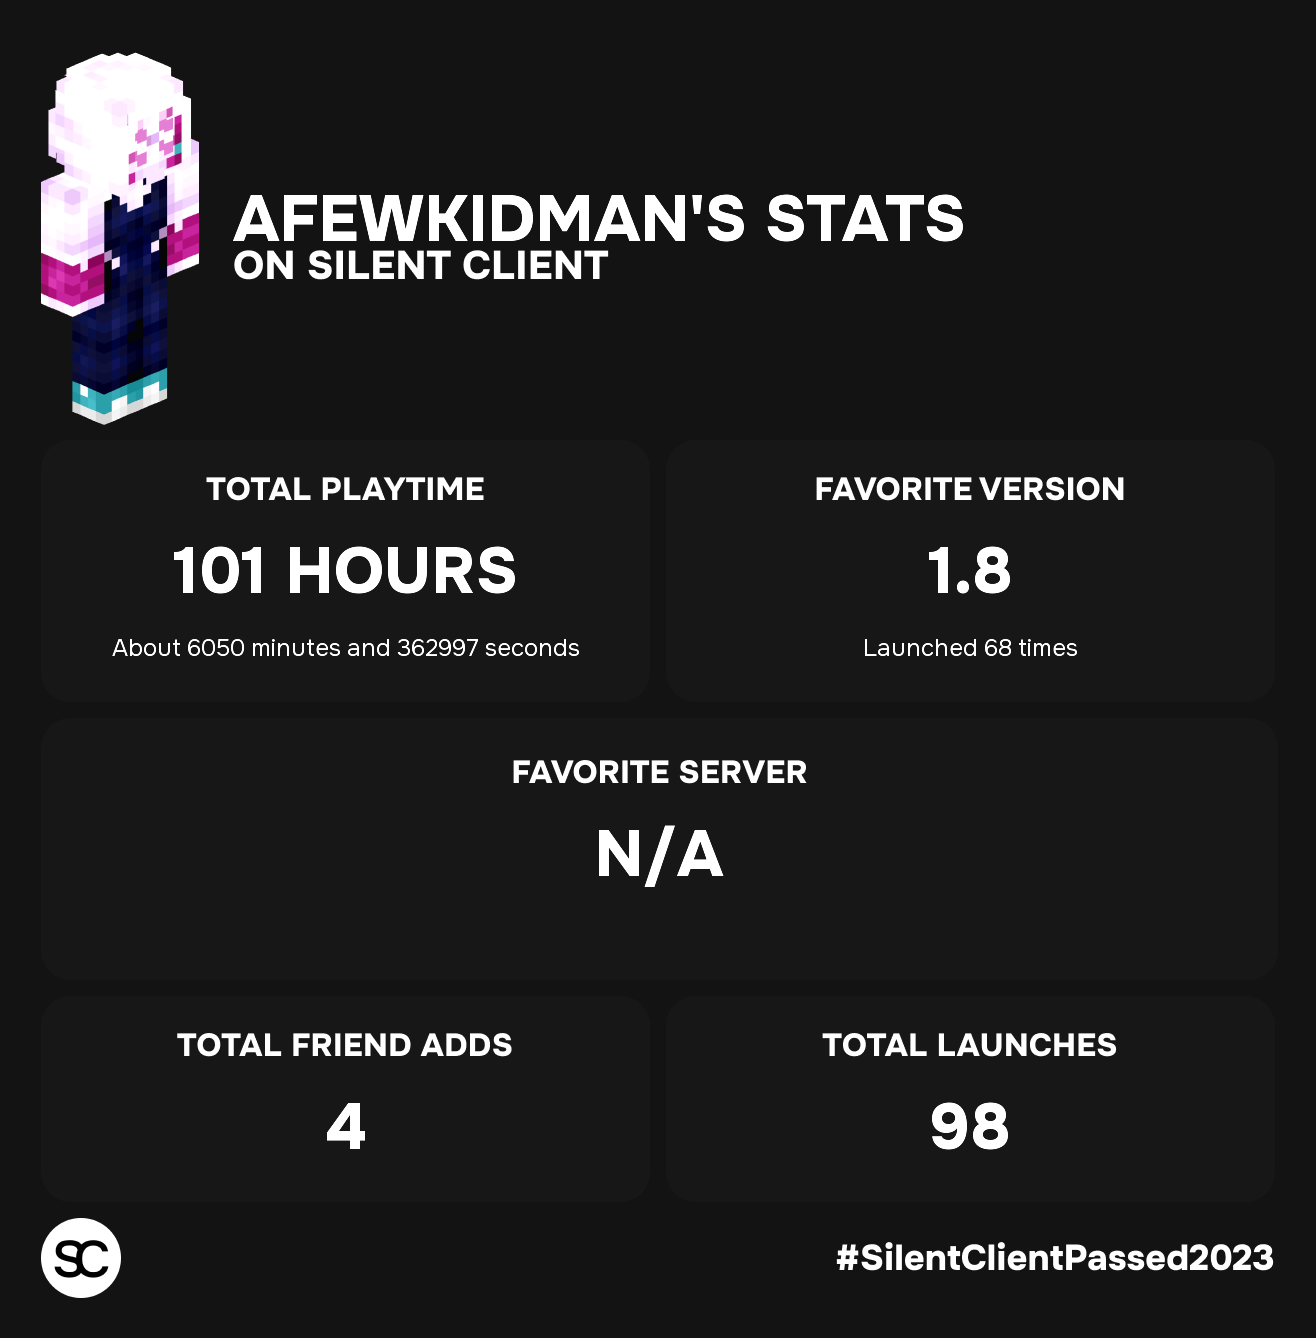 AFEWKIDMAN'S STATS
ON SILENT CLIENT
TOTAL PLAYTIME
101 HOURS
About 6050 minutes and 362997 seconds
FAVORITE VERSION
1.8
Launched 68 times
FAVORITE SERVER
N/A
TOTAL FRIEND ADDS
4
TOTAL LAUNCHES
98
SC
#SilentClientPassed2023